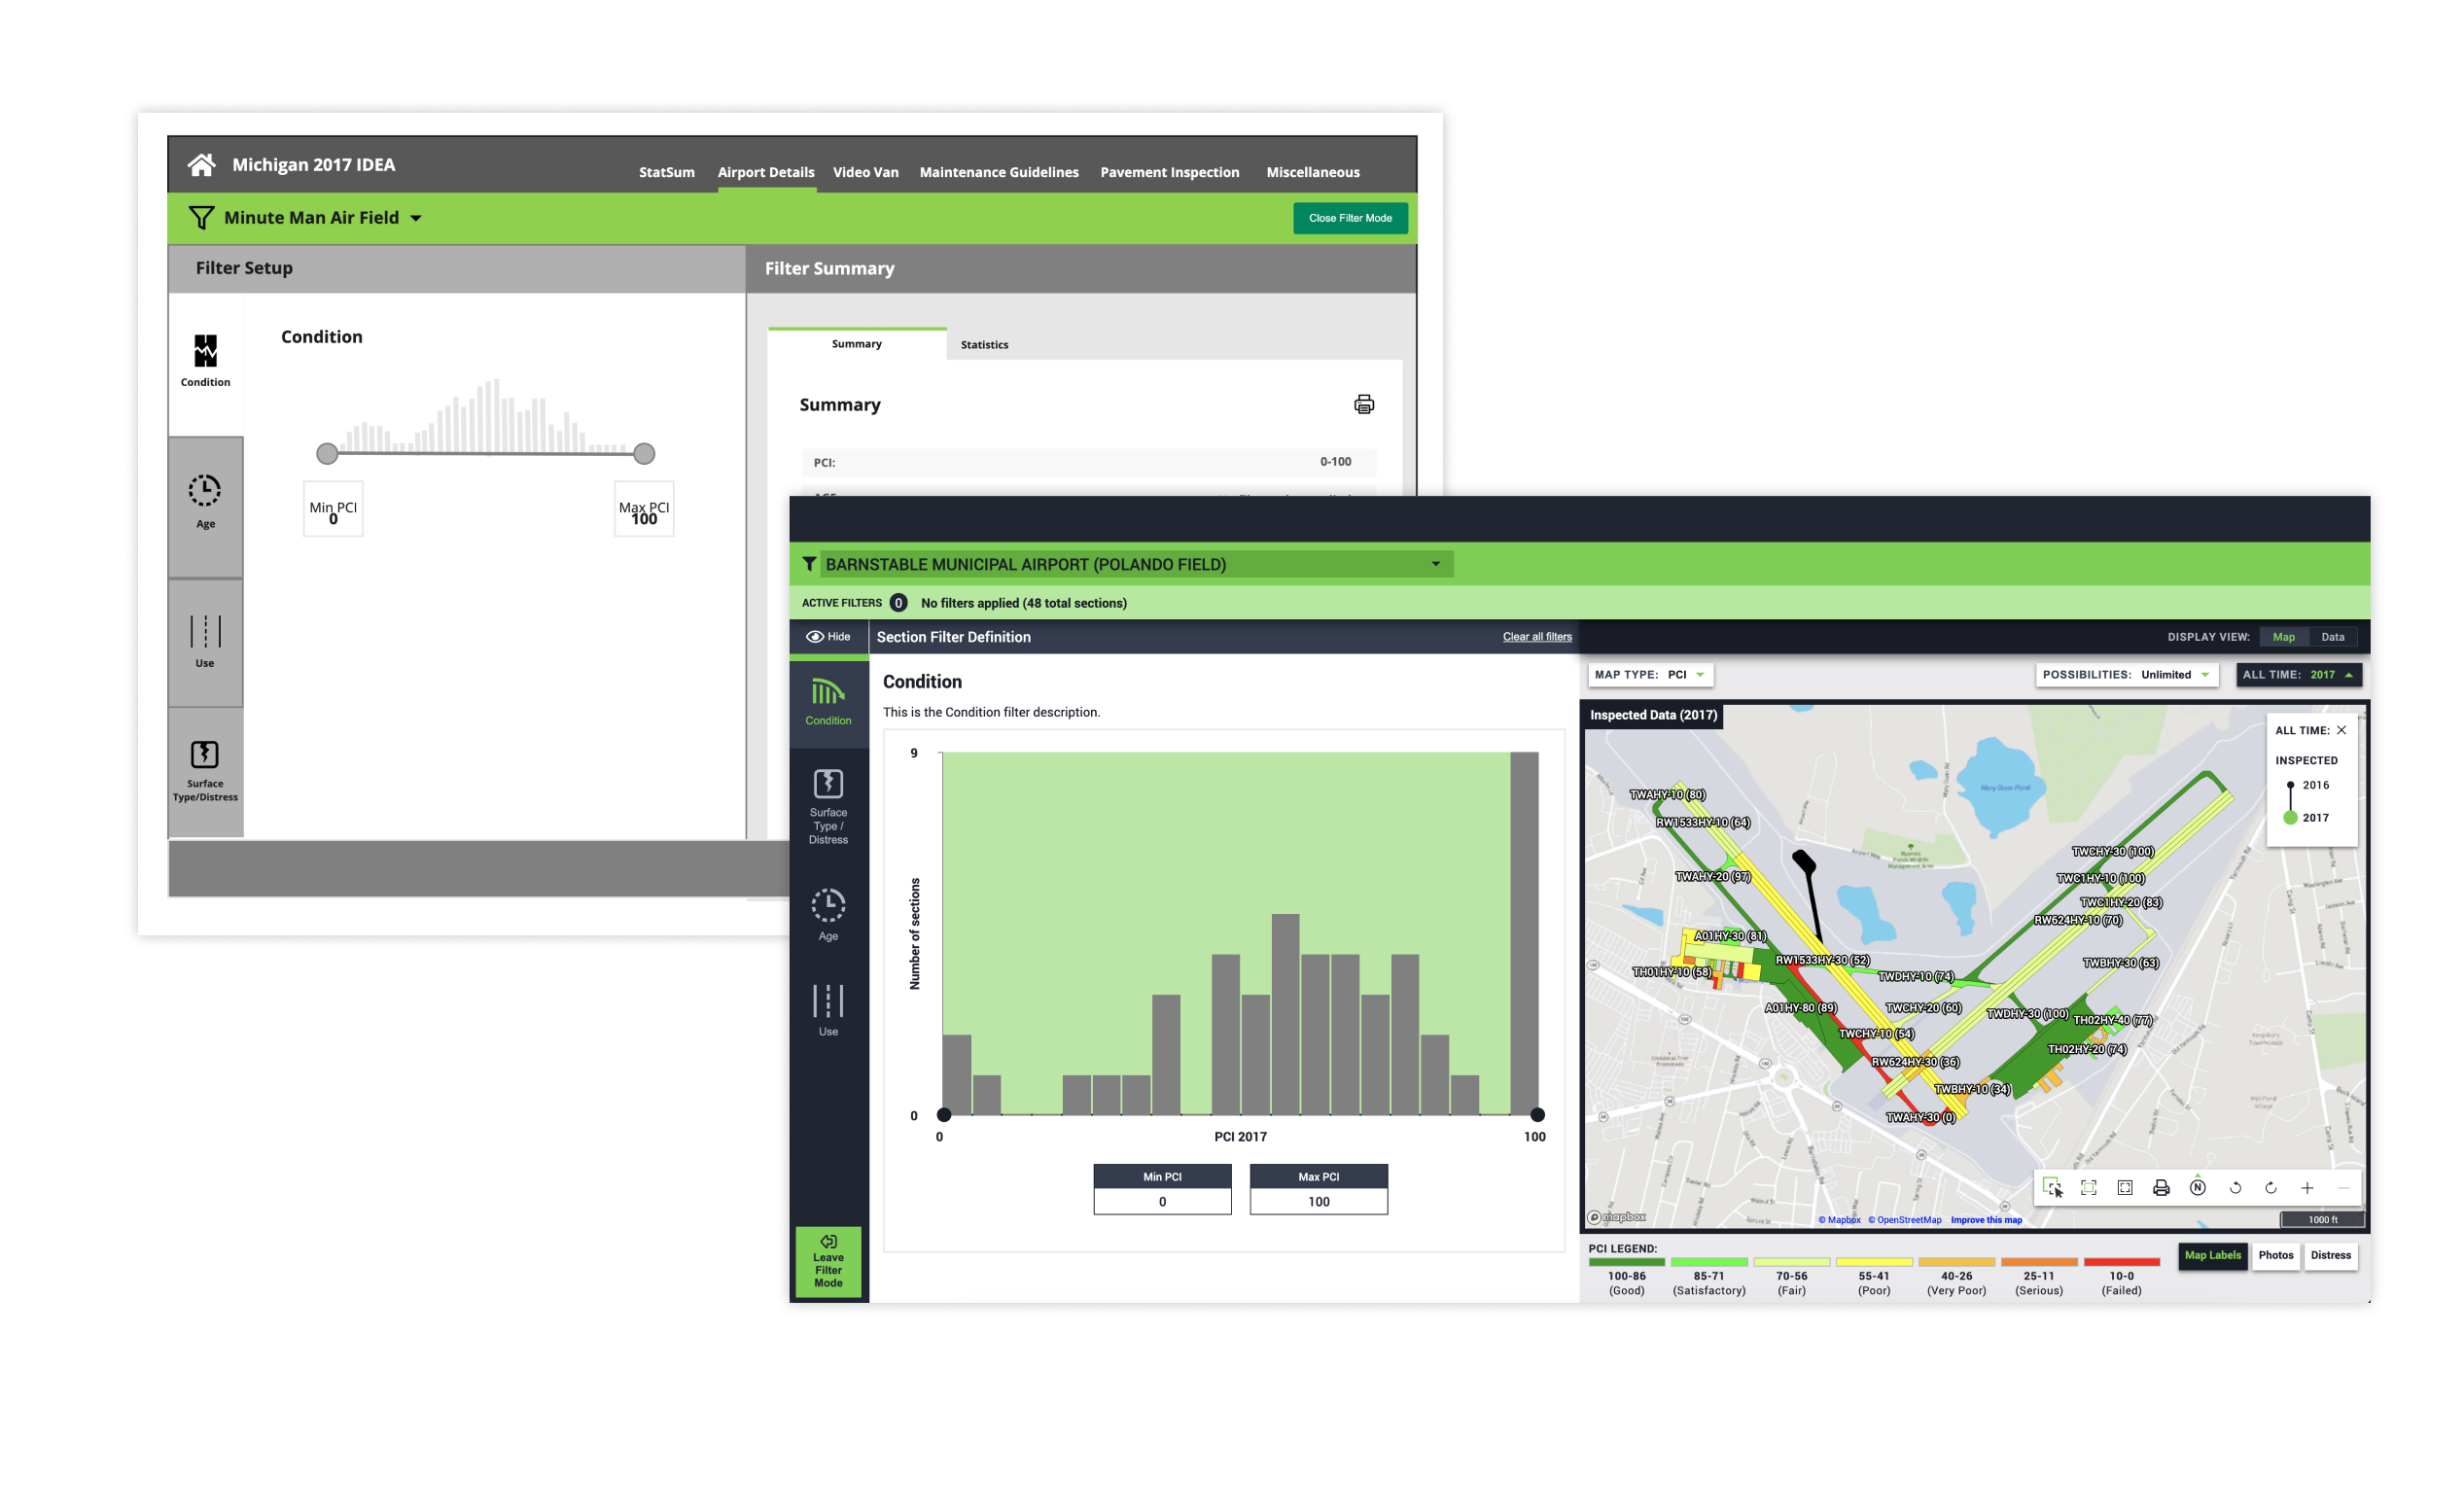 Michigan 2017 IDEA
StatSum Airport Details Video Van Maintenance Guidelines Pavement Inspection Miscellaneous
Minute Man Air Field
Close Filter Mode
Filter Setup
Filter Summary
Condition
Age
Use
Surface
Type/Distress
Condition
Min PCI
0
Max PCI
100
Summary Statistics
Summary
PCI: 0-100
BARNSTABLE MUNICIPAL AIRPORT (POLANDO FIELD)
ACTIVE FILTERS 0 No filters applied (48 total sections)
Hide
Section Filter Definition Clear all filters
DISPLAY VIEW: Map Data
Condition
Surface
Type /
Distress
Age
Use
Leave
Filter
Mode
Condition
This is the Condition filter description.
9
Number of sections
0
0 PCI 2017 100
Min PCI Max PCI
0 100
MAP TYPE: PCI
POSSIBILITIES: Unlimited
ALL TIME: 2017
Inspected Data (2017)
ALL TIME:
INSPECTED
2016
2017
Mary Dunn Pond
TWAHY-10 (80)
RW1533HY-10 (64)
TWCHY-30 (100)
TWAHY-20 (97)
TWC1HY-10 (100)
TWC1HY-20 (83)
RW624HY-10 (70)
A01HY-30 (81)
RW1533HY-30 (52)
TWBHY-30 (63)
TH01HY-10 (58)
TWDHY-10 (74)
A01HY-80 (89)
TWCHY-20 (60)
TWDHY-30 (100)
TH02HY-40 (77)
TWCHY-10 (54)
TH02HY-20 (74)
RW624HY-30 (36)
TWBHY-10 (34)
TWAHY-30 (0)
N
mapbox
© Mapbox © OpenStreetMap Improve this map
1000 ft
PCI LEGEND:
100-86 85-71 70-56 55-41 40-26 25-11 10-0
(Good) (Satisfactory) (Fair) (Poor) (Very Poor) (Serious) (Failed)
Map Labels Photos Distress